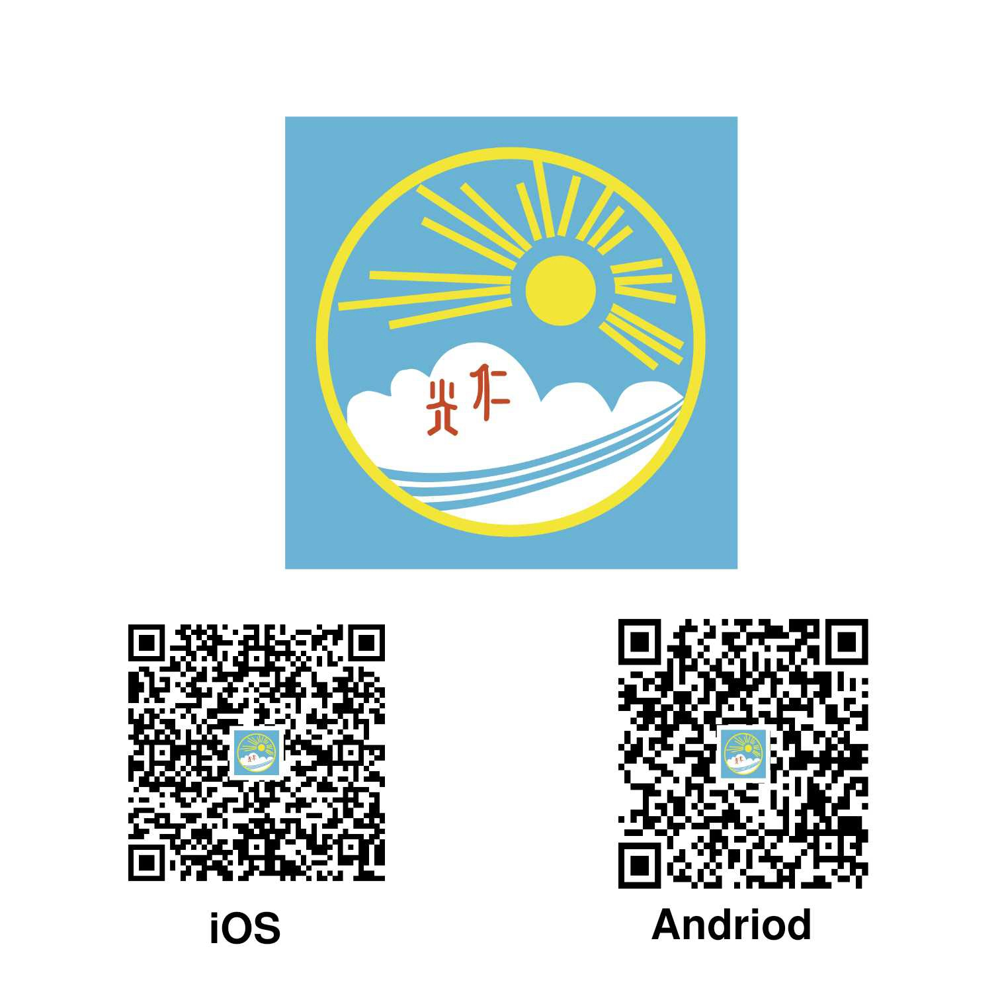 仁光
iOS
Andriod